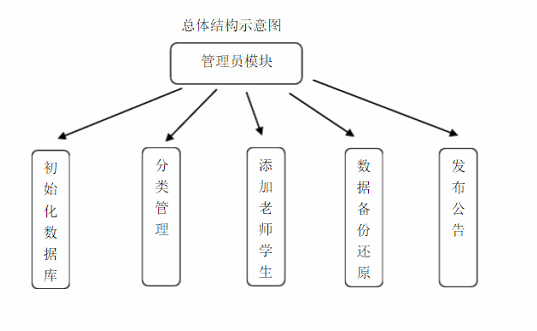 总体结构示意图
管理员模块
初始化数据库
分类管理
添加老师学生
数据备份还原
发布公告